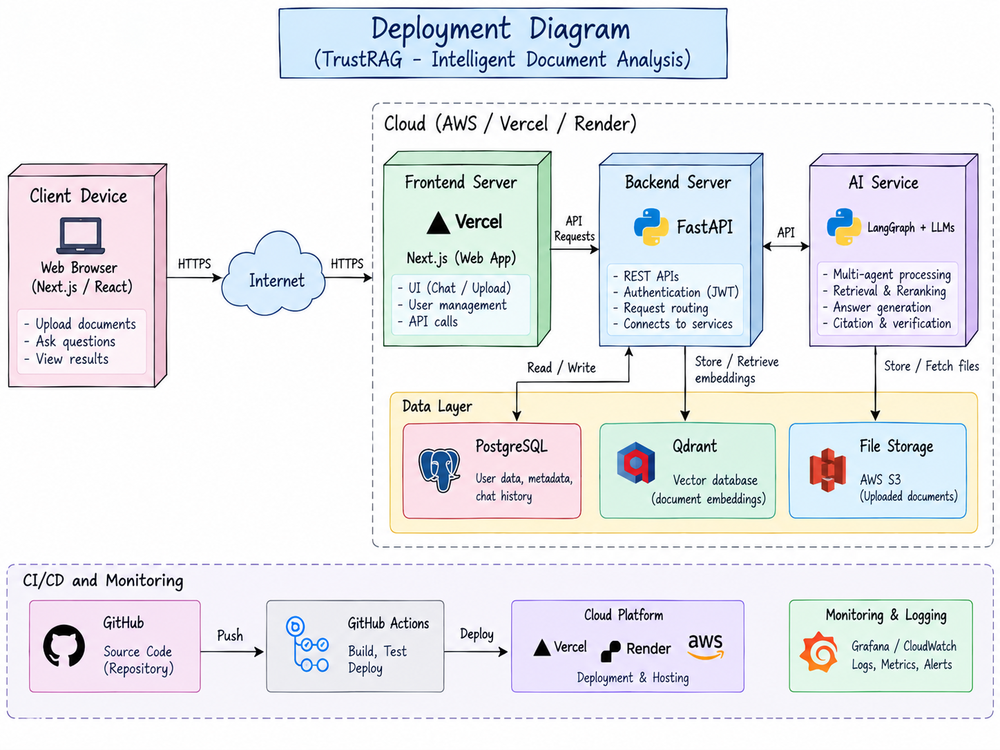 Deployment Diagram
(TrustRAG - Intelligent Document Analysis)
Cloud (AWS / Vercel / Render)
Client Device
Web Browser
(Next.js / React)
- Upload documents
- Ask questions
- View results
HTTPS
Internet
HTTPS
Frontend Server
Vercel
Next.js (Web App)
- UI (Chat / Upload)
- User management
- API calls
API
Requests
Backend Server
FastAPI
- REST APIs
- Authentication (JWT)
- Request routing
- Connects to services
API
AI Service
LangGraph + LLMs
- Multi-agent processing
- Retrieval & Reranking
- Answer generation
- Citation & verification
Read / Write
Store / Retrieve
embeddings
Store / Fetch files
Data Layer
PostgreSQL
User data, metadata,
chat history
Qdrant
Vector database
(document embeddings)
File Storage
AWS S3
(Uploaded documents)
CI/CD and Monitoring
GitHub
Source Code
(Repository)
Push
GitHub Actions
Build, Test
Deploy
Deploy
Cloud Platform
Vercel
Render
aws
Deployment & Hosting
Monitoring & Logging
Grafana / CloudWatch
Logs, Metrics, Alerts